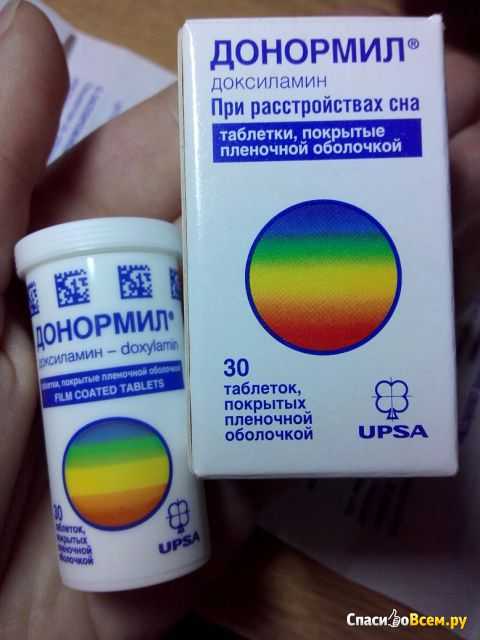 ДОНОРМИЛ®
доксиламин
При расстройствах сна
таблетки, покрытые
пленочной оболочкой
30
таблеток,
покрытых
пленочной
оболочкой
UPSA
ДОНОРМИЛ®
доксиламин – doxylamin
таблетки, покрытые пленочной оболочкой
FILM COATED TABLETS
30
таблеток,
покрытых
пленочной
оболочкой
UPSA
СпасибоВсем.ру